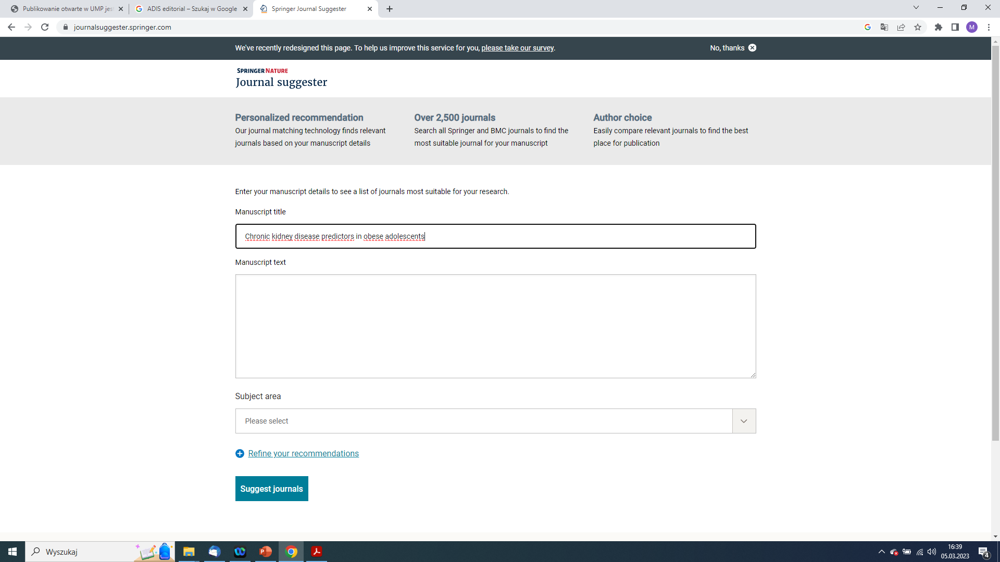 Publikowanie otwarte w UMP jes
ADIS editorial – Szukaj w Google
Springer Journal Suggester
journalsuggester.springer.com
M
We've recently redesigned this page. To help us improve this service for you, please take our survey.
No, thanks
SPRINGER NATURE
Journal suggester
Personalized recommendation
Our journal matching technology finds relevant
journals based on your manuscript details
Over 2,500 journals
Search all Springer and BMC journals to find the
most suitable journal for your manuscript
Author choice
Easily compare relevant journals to find the best
place for publication
Enter your manuscript details to see a list of journals most suitable for your research.
Manuscript title
Chronic kidney disease predictors in obese adolescents
Manuscript text
Subject area
Please select
Refine your recommendations
Suggest journals
Wyszukaj
16:39
05.03.2023
4